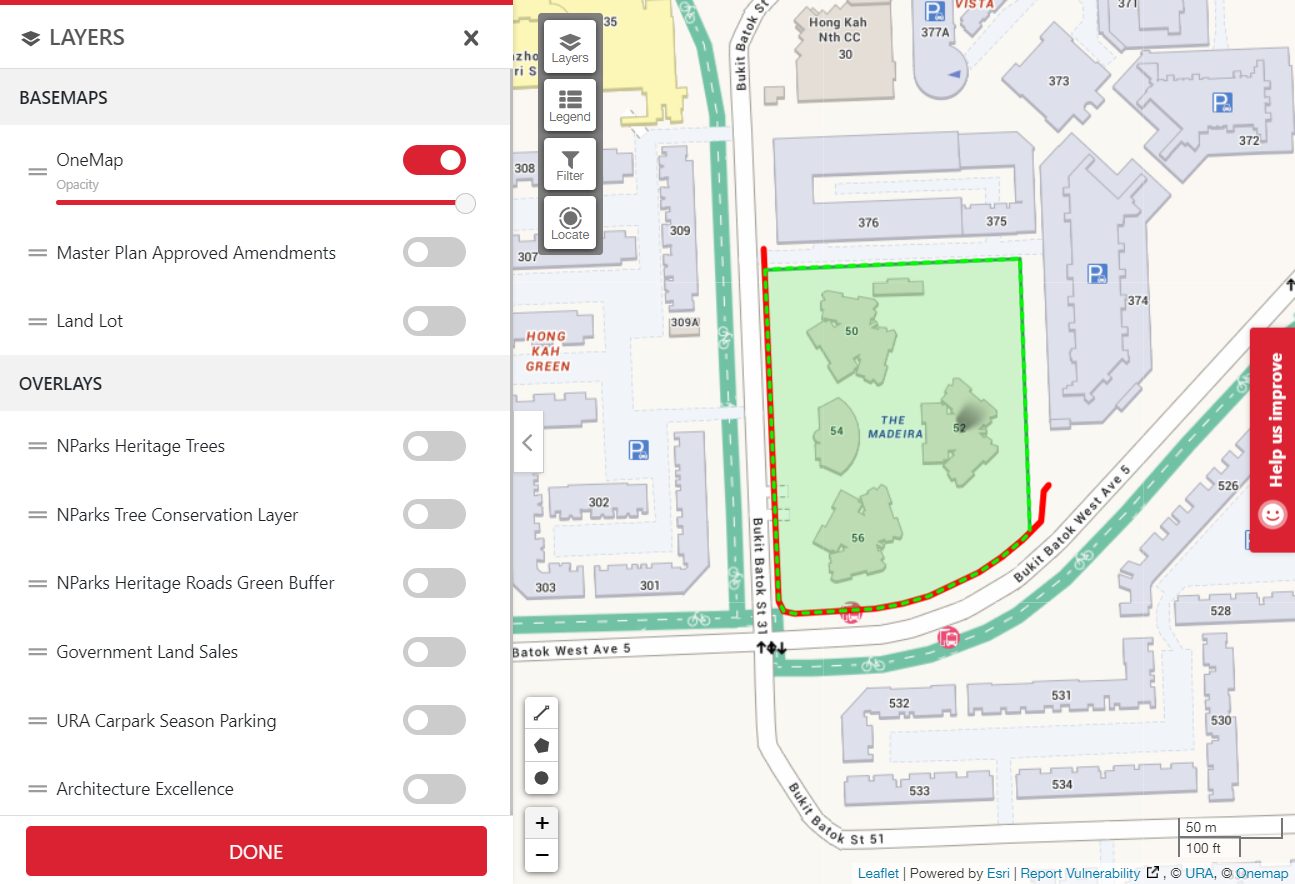 LAYERS
BASEMAPS
OneMap
Opacity
Master Plan Approved Amendments
Land Lot
OVERLAYS
NParks Heritage Trees
NParks Tree Conservation Layer
NParks Heritage Roads Green Buffer
Government Land Sales
URA Carpark Season Parking
Architecture Excellence
DONE
Layers
Legend
Filter
Locate
35
Hong Kah
Nth CC
30
Bukit Batok St
VISTA
377A
371
373
372
308
309
307
309A
376
375
374
HONG
KAH
GREEN
50
THE
MADEIRA
54
52
56
302
303
301
Bukit Batok St 31
Bukit Batok West Ave 5
Batok West Ave 5
526
528
532
531
530
533
534
Bukit Batok St 51
Help us improve
+
−
50 m
100 ft
Leaflet | Powered by Esri | Report Vulnerability , © URA, © Onemap